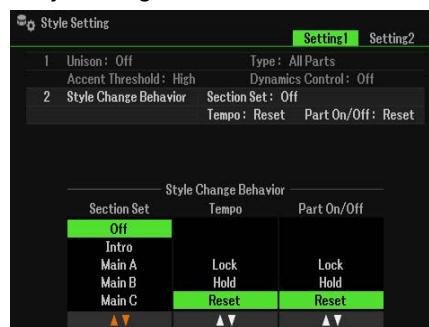 Style Setting
Setting1 Setting2
1 Unison: Off Type: All Parts
Accent Threshold: High Dynamics Control: Off
2 Style Change Behavior Section Set: Off
Tempo: Reset Part On/Off: Reset
Style Change Behavior
Section Set Tempo Part On/Off
Off
Intro
Main A Lock Lock
Main B Hold Hold
Main C Reset Reset